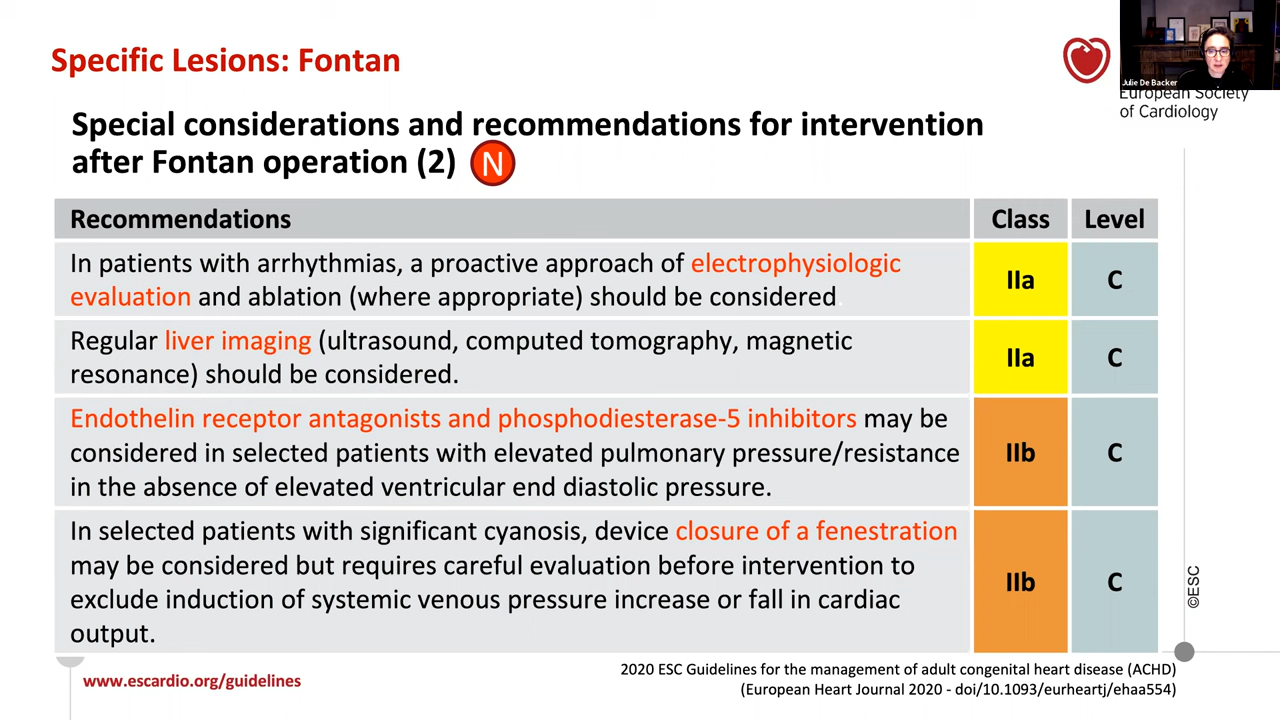 Specific Lesions: Fontan
Julie De Backer
European Society
of Cardiology
Special considerations and recommendations for intervention
after Fontan operation (2) N
Recommendations Class Level
In patients with arrhythmias, a proactive approach of electrophysiologic
evaluation and ablation (where appropriate) should be considered.
IIa C
Regular liver imaging (ultrasound, computed tomography, magnetic
resonance) should be considered.
IIa C
Endothelin receptor antagonists and phosphodiesterase-5 inhibitors may be
considered in selected patients with elevated pulmonary pressure/resistance
in the absence of elevated ventricular end diastolic pressure.
IIb C
In selected patients with significant cyanosis, device closure of a fenestration
may be considered but requires careful evaluation before intervention to
exclude induction of systemic venous pressure increase or fall in cardiac
output.
IIb C
©ESC
www.escardio.org/guidelines
2020 ESC Guidelines for the management of adult congenital heart disease (ACHD)
(European Heart Journal 2020 - doi/10.1093/eurheartj/ehaa554)